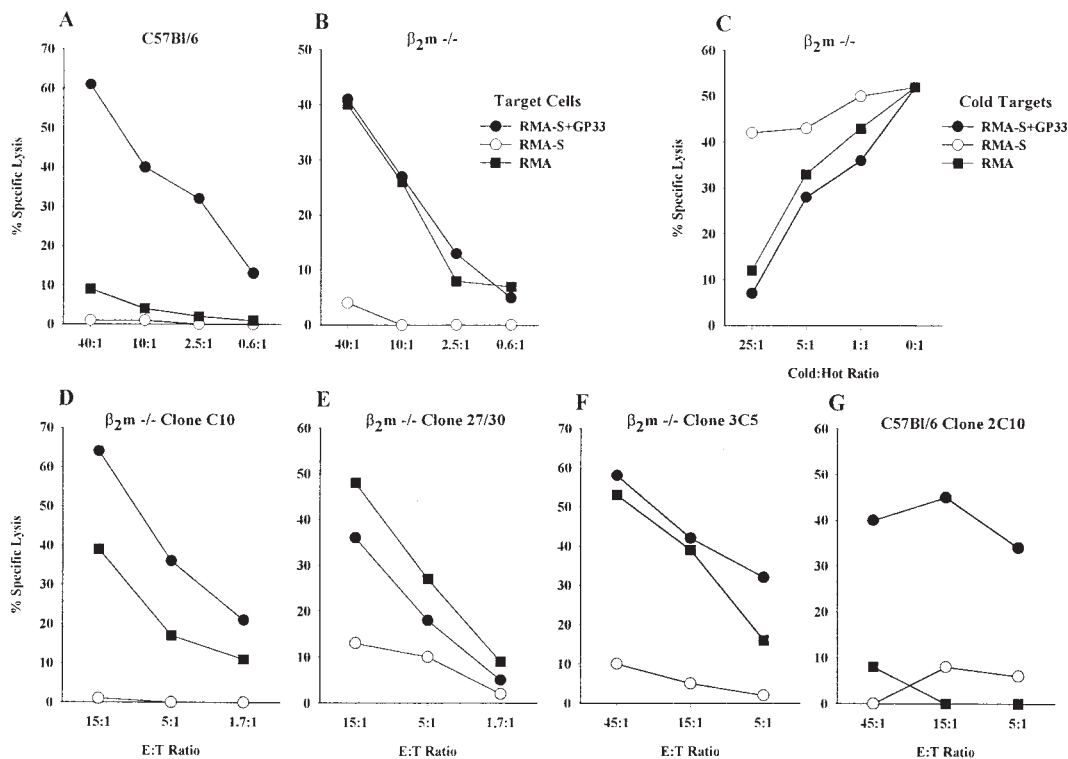 A
C57Bl/6
% Specific Lysis
70
60
50
40
30
20
10
0
40:1 10:1 2.5:1 0.6:1
B
β2m -/-
50
40
30
20
10
0
40:1 10:1 2.5:1 0.6:1
Target Cells
RMA-S+GP33
RMA-S
RMA
C
β2m -/-
% Specific Lysis
60
50
40
30
20
10
0
25:1 5:1 1:1 0:1
Cold:Hot Ratio
Cold Targets
RMA-S+GP33
RMA-S
RMA
D
β2m -/- Clone C10
% Specific Lysis
70
60
50
40
30
20
10
0
15:1 5:1 1.7:1
E:T Ratio
E
β2m -/- Clone 27/30
60
50
40
30
20
10
0
15:1 5:1 1.7:1
E:T Ratio
F
β2m -/- Clone 3C5
70
60
50
40
30
20
10
0
45:1 15:1 5:1
E:T Ratio
G
C57Bl/6 Clone 2C10
60
50
40
30
20
10
0
45:1 15:1 5:1
E:T Ratio